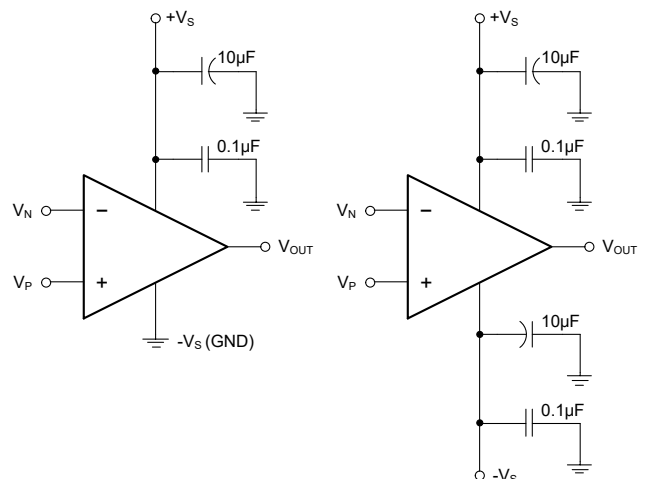 +VS
10µF
0.1µF
VN
−
VP
+
VOUT
-VS (GND)
+VS
10µF
0.1µF
VN
−
VP
+
VOUT
10µF
0.1µF
-VS